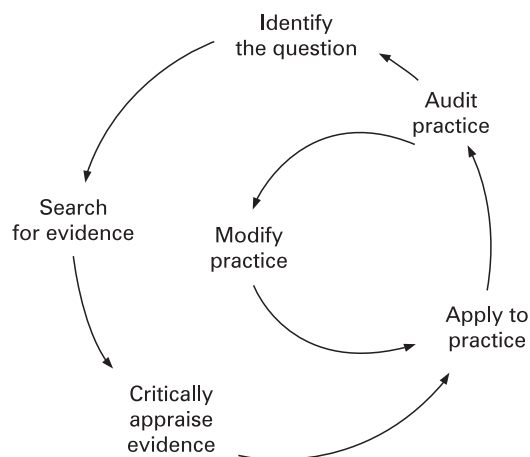 Identify
the question
Audit
practice
Search
for evidence
Modify
practice
Apply to
practice
Critically
appraise
evidence